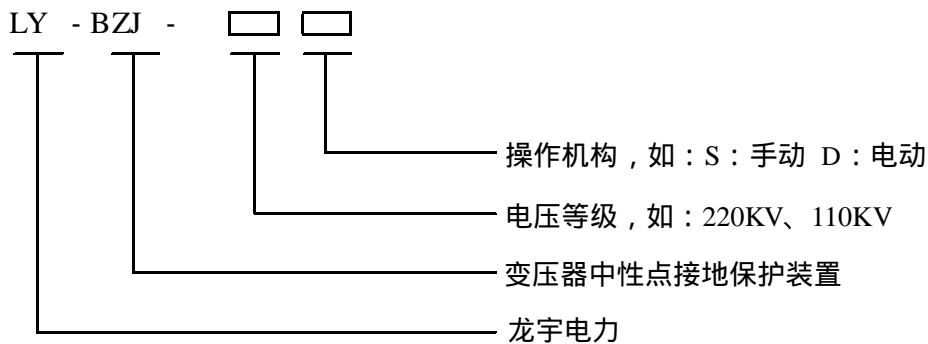 LY - BZJ - □ □
操作机构，如：S：手动 D：电动
电压等级，如：220KV、110KV
变压器中性点接地保护装置
龙宇电力